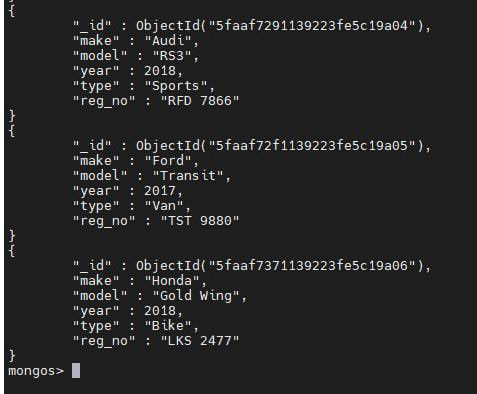 {
        "_id" : ObjectId("5faaf7291139223fe5c19a04"),
        "make" : "Audi",
        "model" : "RS3",
        "year" : 2018,
        "type" : "Sports",
        "reg_no" : "RFD 7866"
}
{
        "_id" : ObjectId("5faaf72f1139223fe5c19a05"),
        "make" : "Ford",
        "model" : "Transit",
        "year" : 2017,
        "type" : "Van",
        "reg_no" : "TST 9880"
}
{
        "_id" : ObjectId("5faaf7371139223fe5c19a06"),
        "make" : "Honda",
        "model" : "Gold Wing",
        "year" : 2018,
        "type" : "Bike",
        "reg_no" : "LKS 2477"
}
mongos>